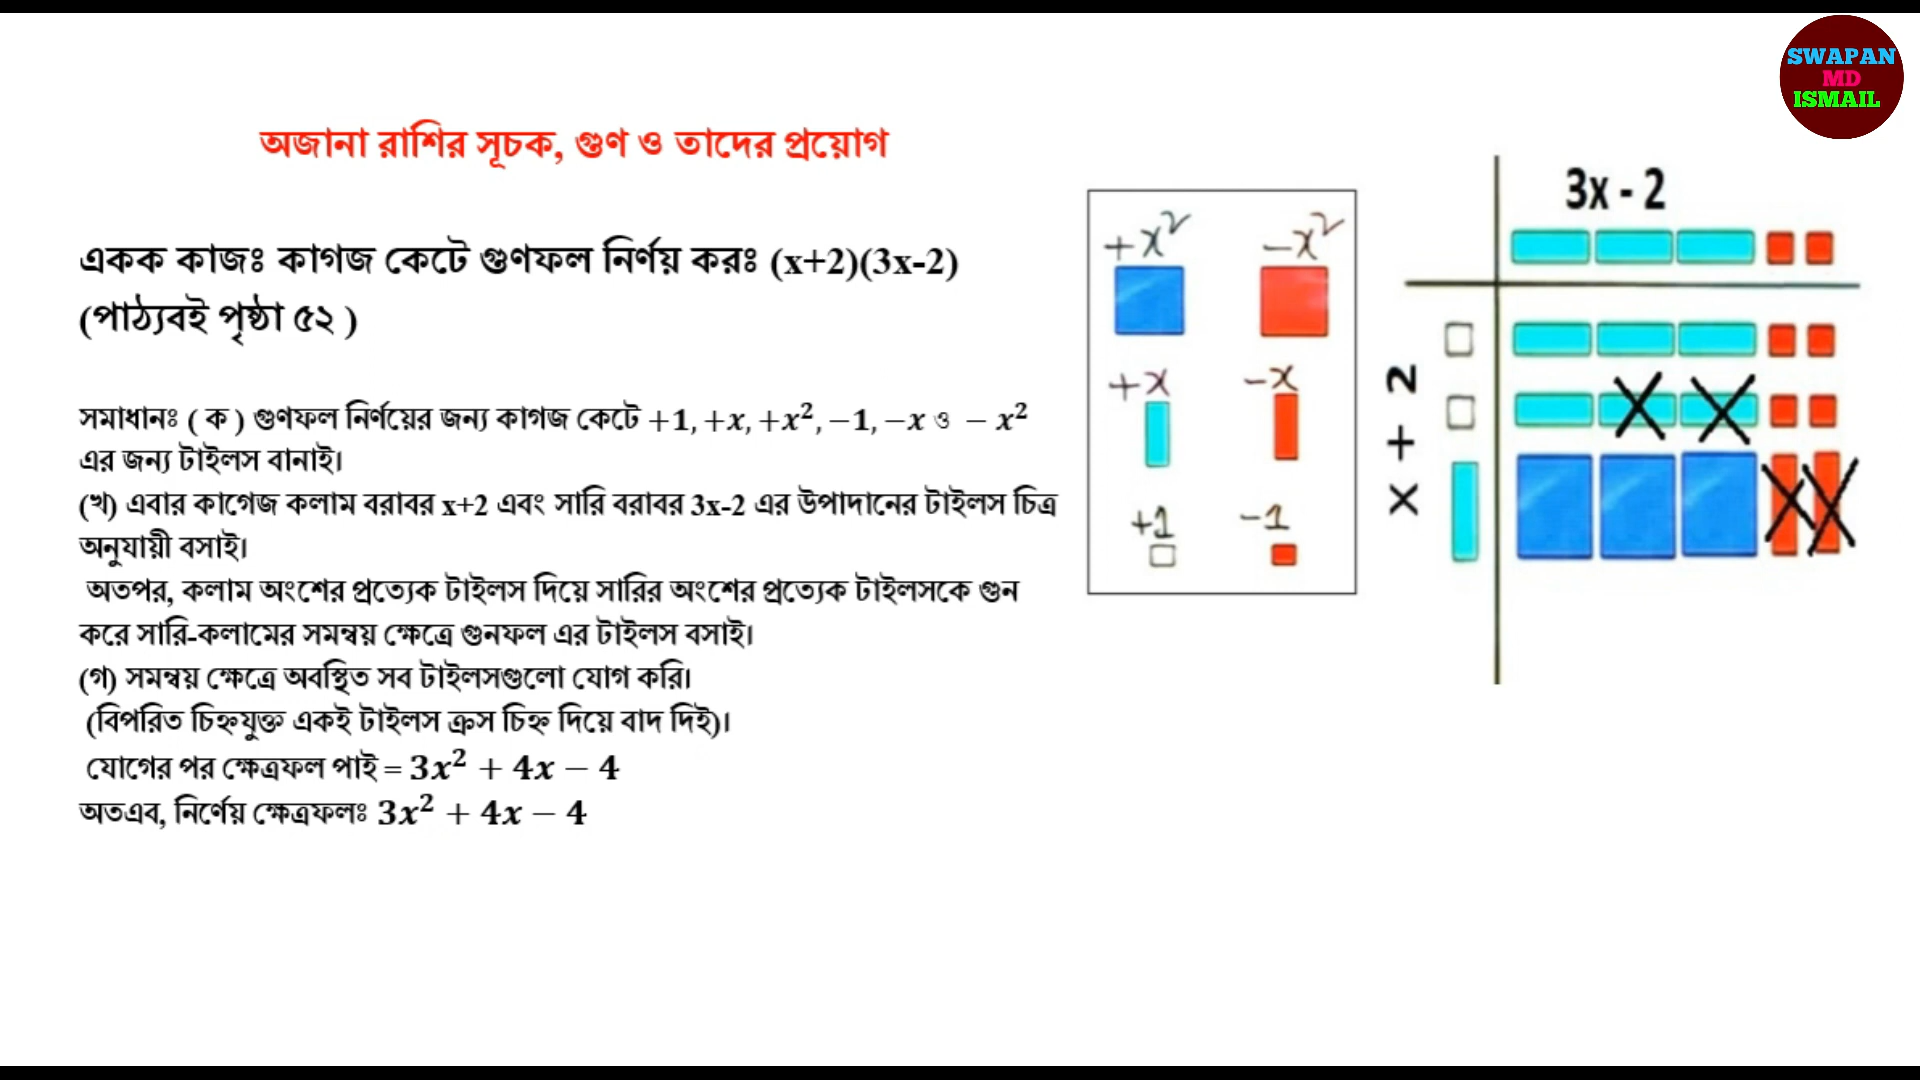 SWAPAN
MD
ISMAIL
অজানা রাশির সূচক, গুণ ও তাদের প্রয়োগ
একক কাজঃ কাগজ কেটে গুণফল নির্ণয় করঃ (x+2)(3x-2)
(পাঠ্যবই পৃষ্ঠা ৫২ )
সমাধানঃ ( ক ) গুণফল নির্ণয়ের জন্য কাগজ কেটে +1, +x, +x², −1, −x ও − x²
এর জন্য টাইলস বানাই।
(খ) এবার কাগেজ কলাম বরাবর x+2 এবং সারি বরাবর 3x-2 এর উপাদানের টাইলস চিত্র
অনুযায়ী বসাই।
অতপর, কলাম অংশের প্রত্যেক টাইলস দিয়ে সারির অংশের প্রত্যেক টাইলসকে গুন
করে সারি-কলামের সমন্বয় ক্ষেত্রে গুনফল এর টাইলস বসাই।
(গ) সমন্বয় ক্ষেত্রে অবস্থিত সব টাইলসগুলো যোগ করি।
(বিপরিত চিহ্নযুক্ত একই টাইলস ক্রস চিহ্ন দিয়ে বাদ দিই)।
যোগের পর ক্ষেত্রফল পাই = 3x² + 4x − 4
অতএব, নির্ণেয় ক্ষেত্রফলঃ 3x² + 4x − 4
+x² −x²
+x −x
+1 −1
3x - 2
x + 2